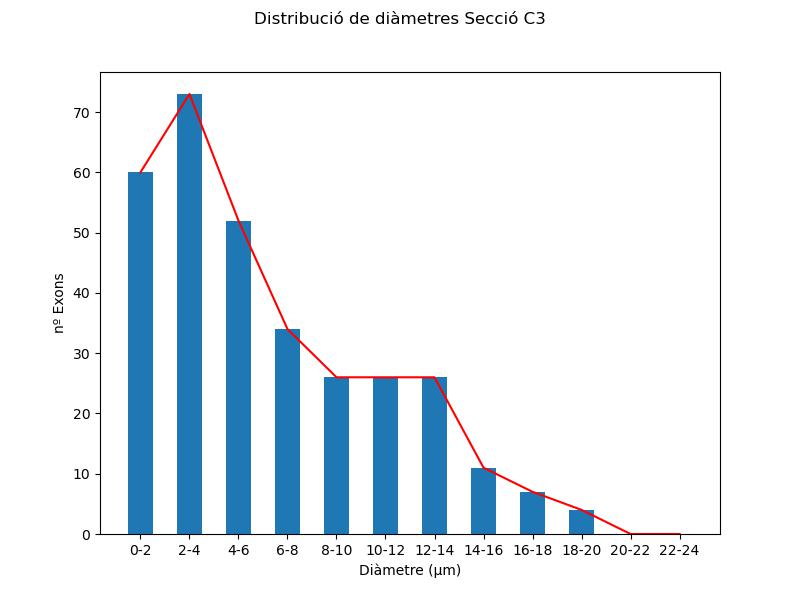 Distribució de diàmetres Secció C3
nº Exons
70
60
50
40
30
20
10
0
0-2 2-4 4-6 6-8 8-10 10-12 12-14 14-16 16-18 18-20 20-22 22-24
Diàmetre (µm)